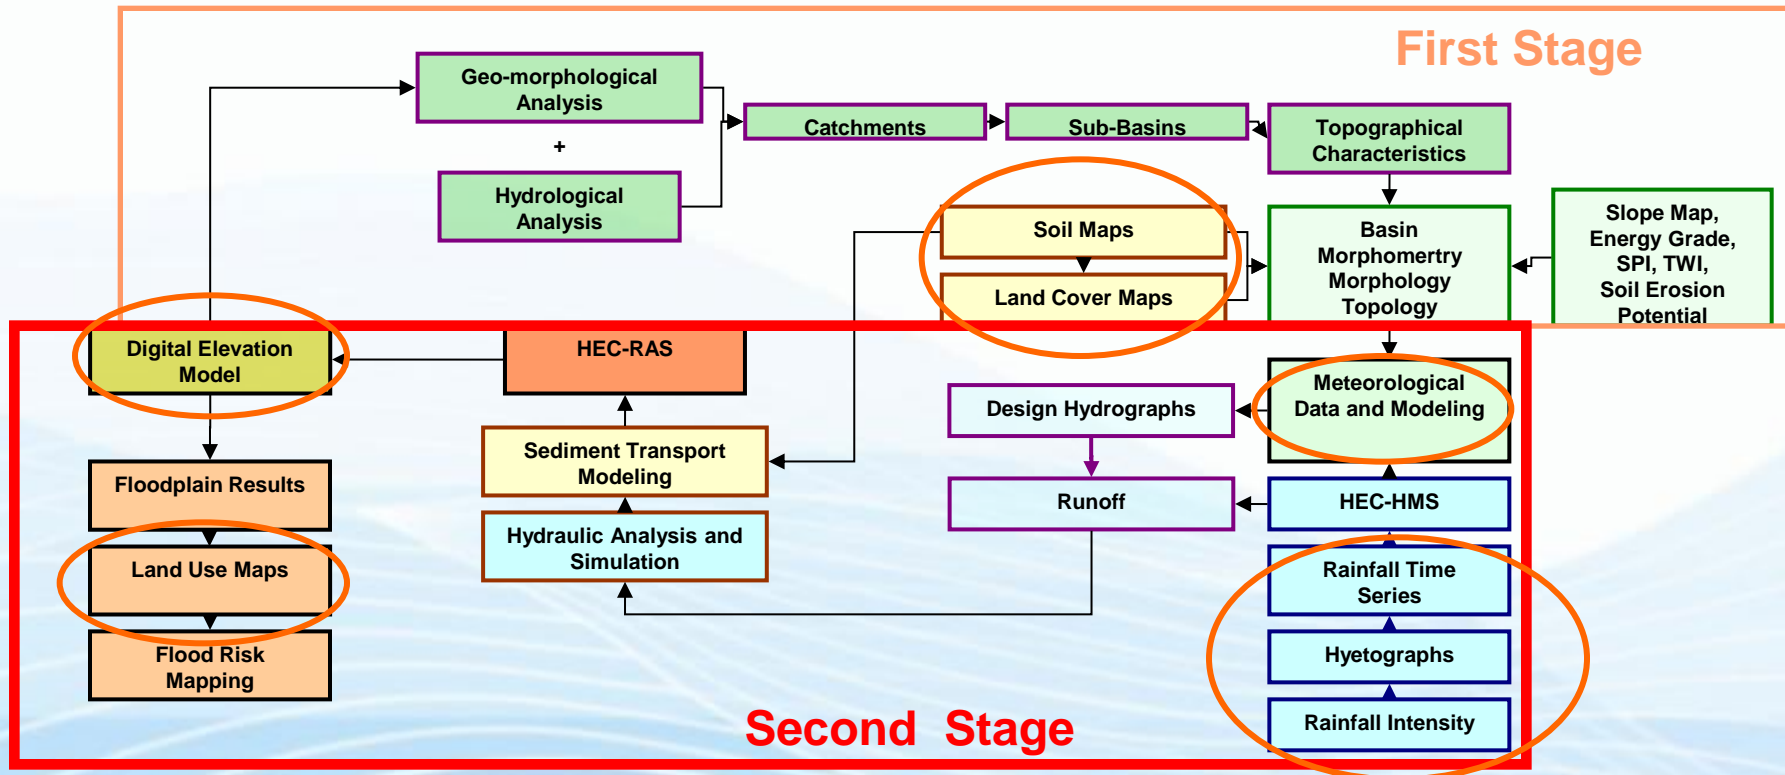 First Stage
Geo-morphological
Analysis
+
Hydrological
Analysis
Catchments
Sub-Basins
Topographical
Characteristics
Soil Maps
Land Cover Maps
Basin
Morphomertry
Morphology
Topology
Slope Map,
Energy Grade,
SPI, TWI,
Soil Erosion
Potential
Digital Elevation
Model
HEC-RAS
Meteorological
Data and Modeling
Design Hydrographs
Sediment Transport
Modeling
Floodplain Results
Runoff
HEC-HMS
Hydraulic Analysis and
Simulation
Land Use Maps
Rainfall Time
Series
Flood Risk
Mapping
Hyetographs
Rainfall Intensity
Second Stage